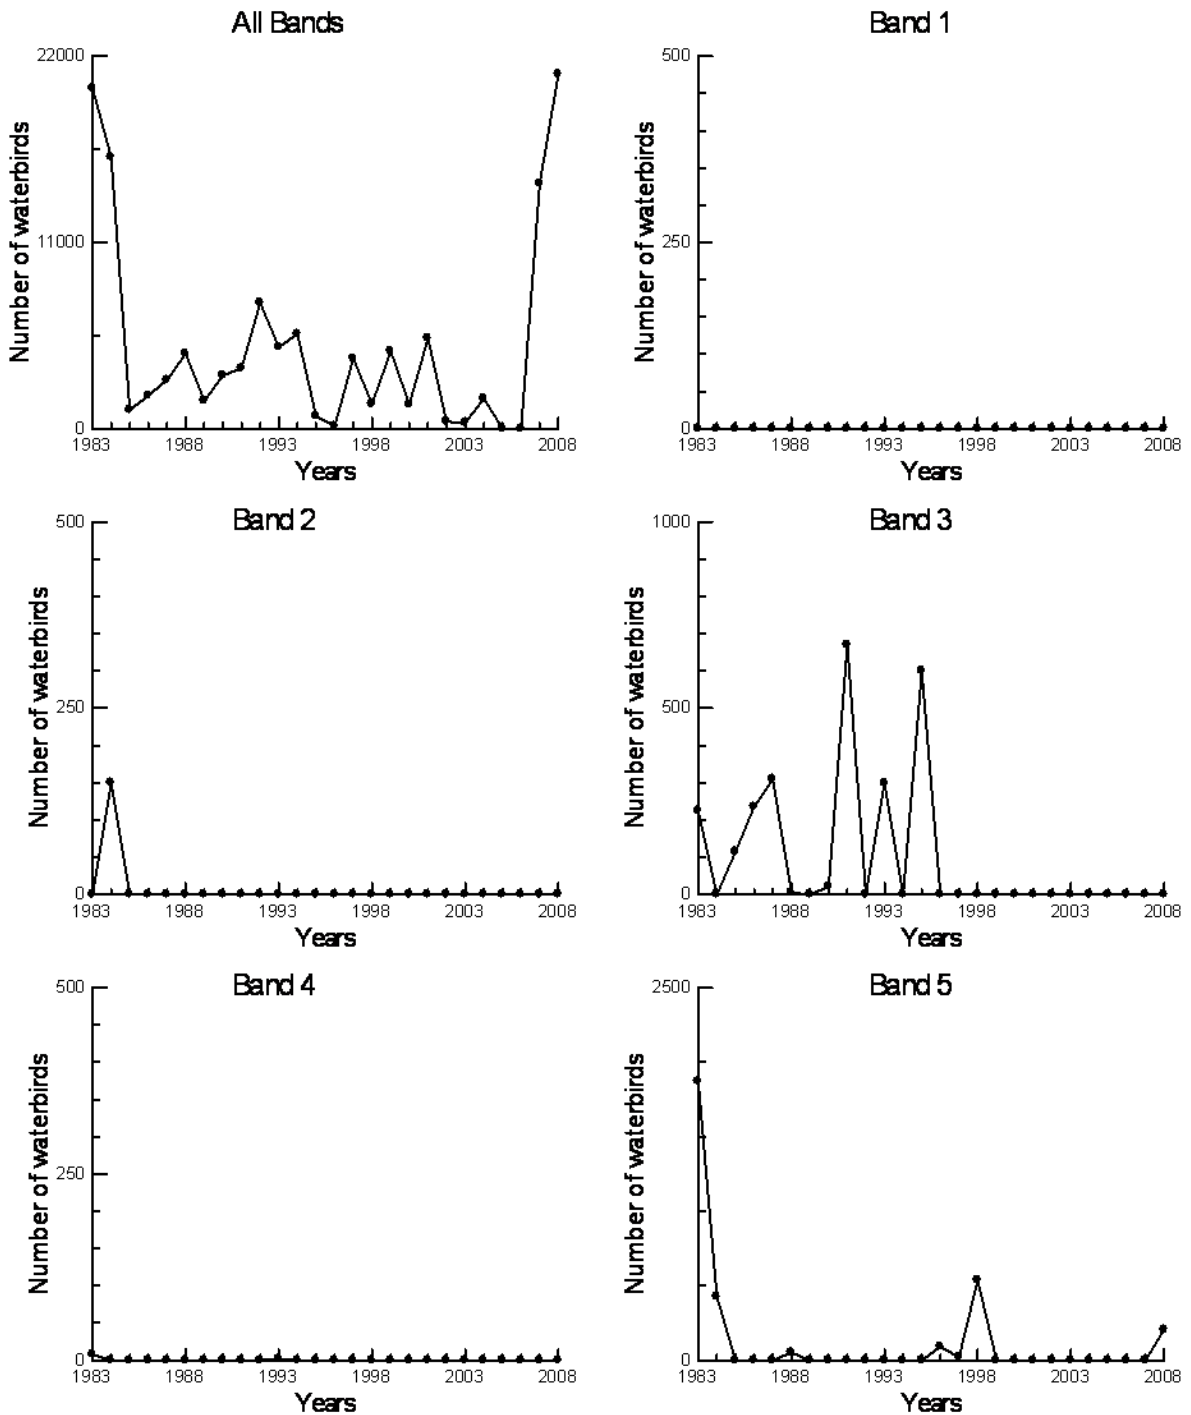 All Bands
22000
11000
0
Number of waterbirds
1983 1988 1993 1998 2003 2008
Years
Band 1
500
250
0
Number of waterbirds
1983 1988 1993 1998 2003 2008
Years
Band 2
500
250
0
Number of waterbirds
1983 1988 1993 1998 2003 2008
Years
Band 3
1000
500
0
Number of waterbirds
1983 1988 1993 1998 2003 2008
Years
Band 4
500
250
0
Number of waterbirds
1983 1988 1993 1998 2003 2008
Years
Band 5
2500
0
Number of waterbirds
1983 1988 1993 1998 2003 2008
Years